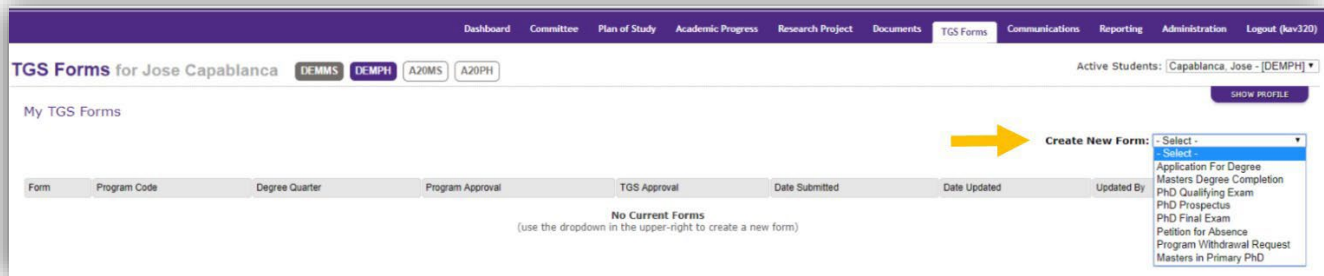 Dashboard Committee Plan of Study Academic Progress Research Project Documents TGS Forms Communications Reporting Administration Logout (kav320)
TGS Forms for Jose Capablanca DEMMS DEMPH A20MS A20PH Active Students: Capablanca, Jose - [DEMPH]
SHOW PROFILE
My TGS Forms
Create New Form: - Select -
- Select -
Application For Degree
Masters Degree Completion
PhD Qualifying Exam
PhD Prospectus
PhD Final Exam
Petition for Absence
Program Withdrawal Request
Masters in Primary PhD
Form Program Code Degree Quarter Program Approval TGS Approval Date Submitted Date Updated Updated By
No Current Forms
(use the dropdown in the upper-right to create a new form)